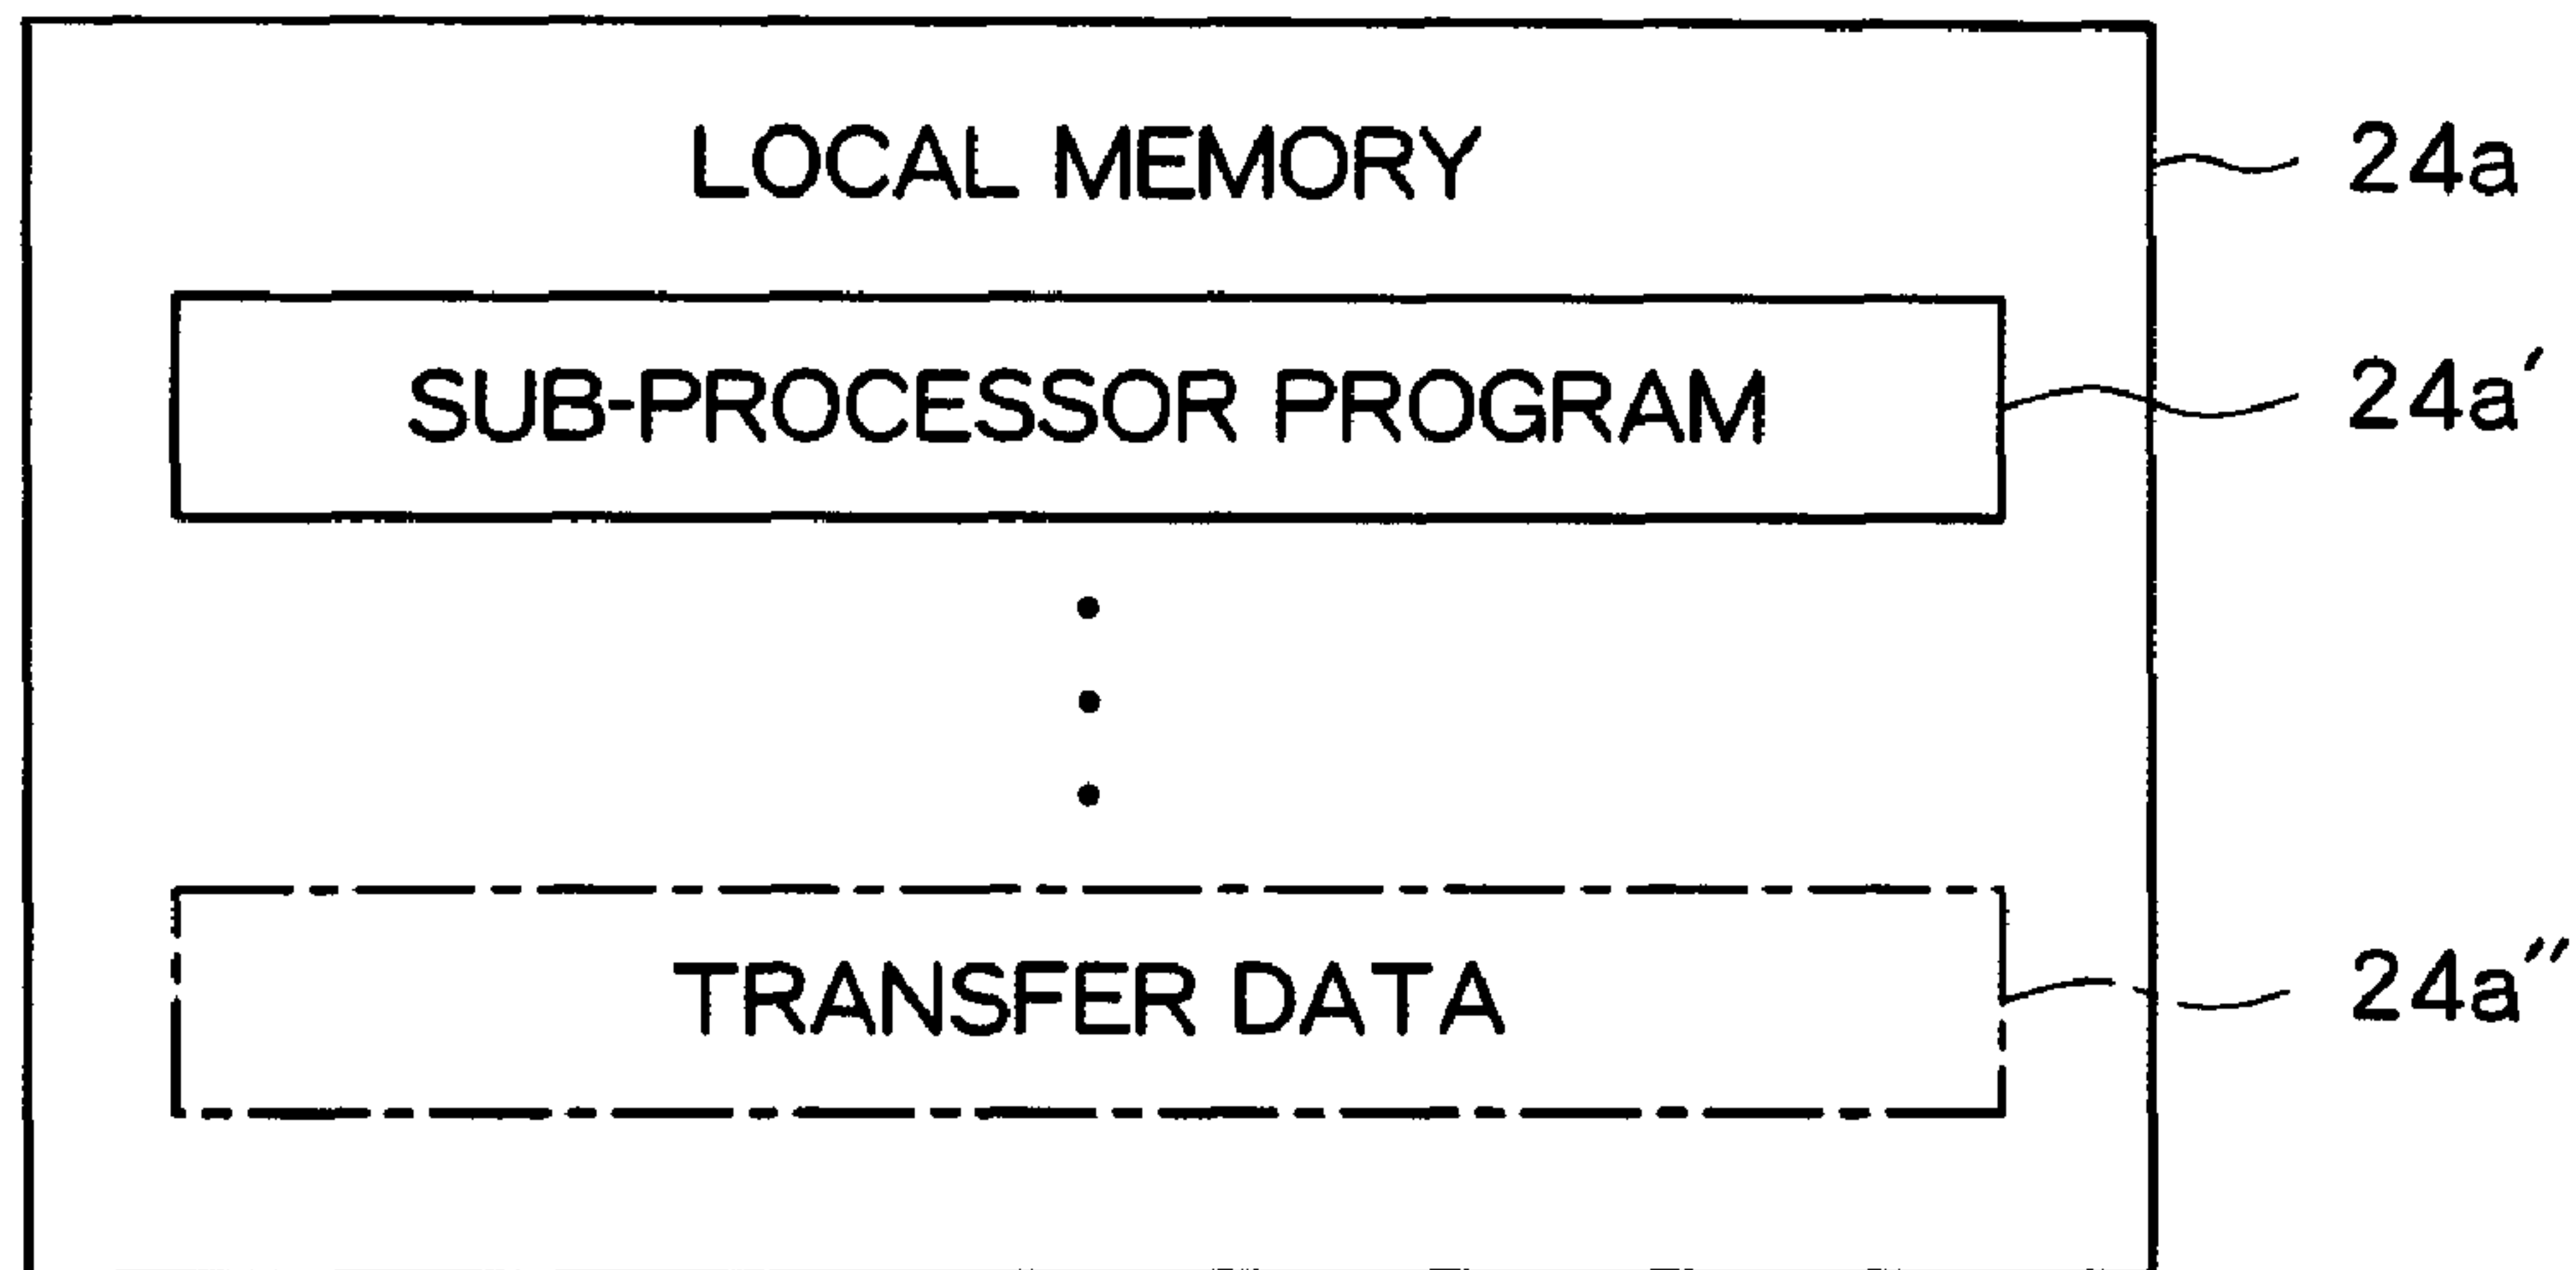 LOCAL MEMORY 24a
SUB-PROCESSOR PROGRAM 24a′
TRANSFER DATA 24a″